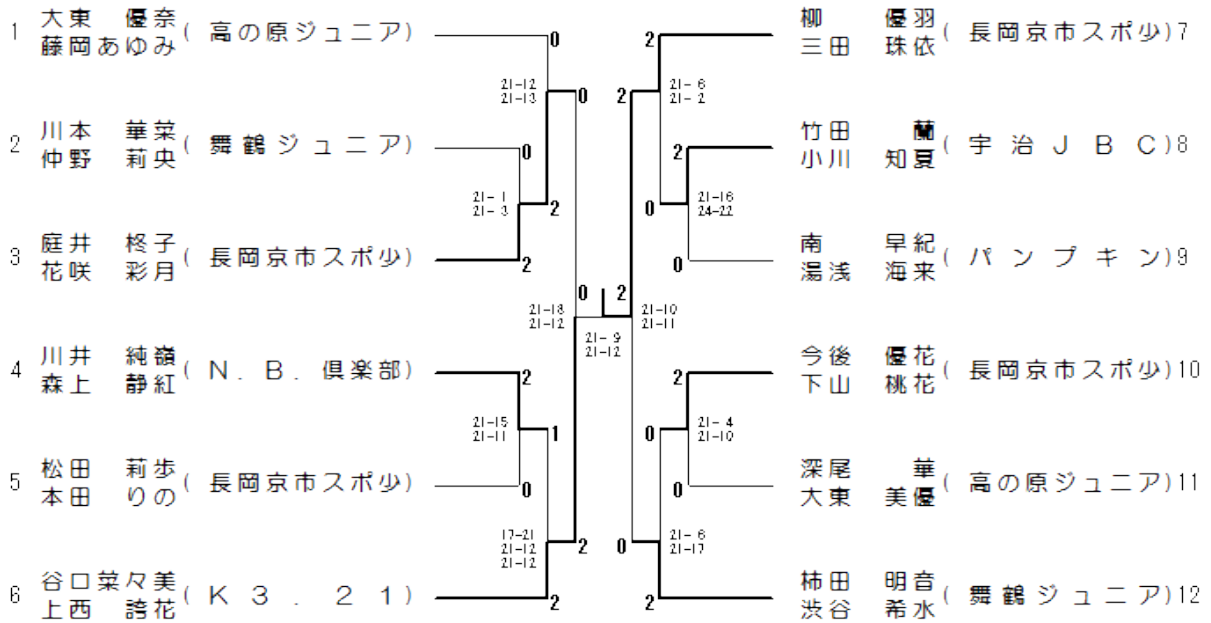 1 大東 優奈 ( 高の原ジュニア)
藤岡あゆみ
2 川本 華菜 ( 舞鶴ジュニア)
仲野 莉央
3 庭井 柊子 ( 長岡京市スポ少)
花咲 彩月
4 川井 純嶺 ( N.B.倶楽部)
森上 静紅
5 松田 莉歩 ( 長岡京市スポ少)
本田 りの
6 谷口菜々美 ( K3.21)
上西 誇花
0
21-12
21-13
0
0
21- 1
21- 3
2
2
0
21-18
21-12
2
21-15
21-11
1
0
17-21
21-12
21-12
2
2
21- 9
21-12
2
21- 6
21- 2
2
2
21-16
24-22
0
0
2
21-10
21-11
2
21- 4
21-10
0
0
21- 6
21-17
0
2
柳 優羽 ( 長岡京市スポ少) 7
三田 珠依
竹田 蘭 ( 宇治JBC) 8
小川 知夏
南 早紀 ( パンプキン) 9
湯浅 海来
今後 優花 ( 長岡京市スポ少) 10
下山 桃花
深尾 華 ( 高の原ジュニア) 11
大東 美優
柿田 明音 ( 舞鶴ジュニア) 12
渋谷 希水